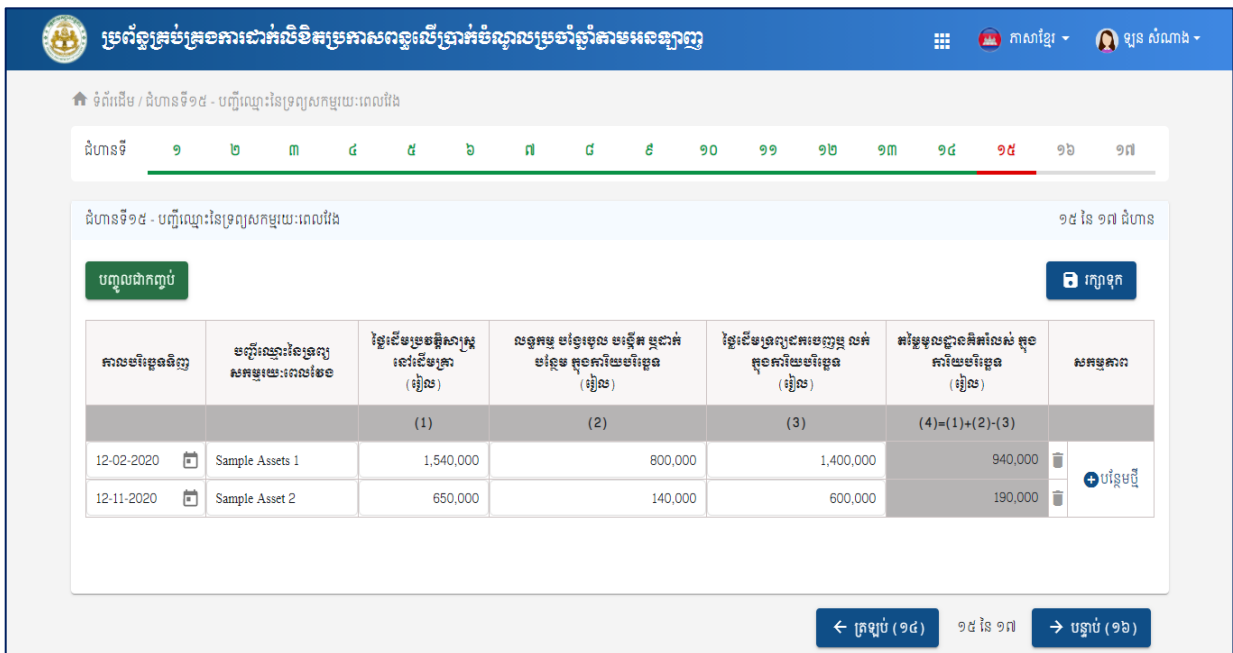 ប្រព័ន្ធគ្រប់គ្រងការដាក់លិខិតប្រកាសពន្ធលើប្រាក់ចំណូលប្រចាំឆ្នាំតាមអនឡាញ
ភាសាខ្មែរ
ឡុន សំណាង
ទំព័រដើម / ជំហានទី១៥ - បញ្ជីឈ្មោះនៃទ្រព្យសកម្មរយៈពេលវែង
ជំហានទី ១ ២ ៣ ៤ ៥ ៦ ៧ ៨ ៩ ១០ ១១ ១២ ១៣ ១៤ ១៥ ១៦ ១៧
ជំហានទី១៥ - បញ្ជីឈ្មោះនៃទ្រព្យសកម្មរយៈពេលវែង
១៥ នៃ ១៧ ជំហាន
បញ្ចូលជាកញ្ចប់
រក្សាទុក
កាលបរិច្ឆេទទិញ
បញ្ជីឈ្មោះនៃទ្រព្យ
សកម្មរយៈពេលវែង
ថ្លៃដើមប្រវត្តិសាស្ត្រ
នៅដើមគ្រា
(រៀល)
លទ្ធកម្ម បង្វែរចូល បង្កើត ឬដាក់
បន្ថែម ក្នុងការិយបរិច្ឆេទ
(រៀល)
ថ្លៃដើមទ្រព្យដកចេញឬ លក់
ក្នុងការិយបរិច្ឆេទ
(រៀល)
តម្លៃមូលដ្ឋានគិតរំលស់ ក្នុង
ការិយបរិច្ឆេទ
(រៀល)
សកម្មភាព
(1) (2) (3) (4)=(1)+(2)-(3)
12-02-2020 Sample Assets 1 1,540,000 800,000 1,400,000 940,000
បន្ថែមថ្មី
12-11-2020 Sample Asset 2 650,000 140,000 600,000 190,000
ត្រឡប់ (១៤)
១៥ នៃ ១៧
បន្ទាប់ (១៦)